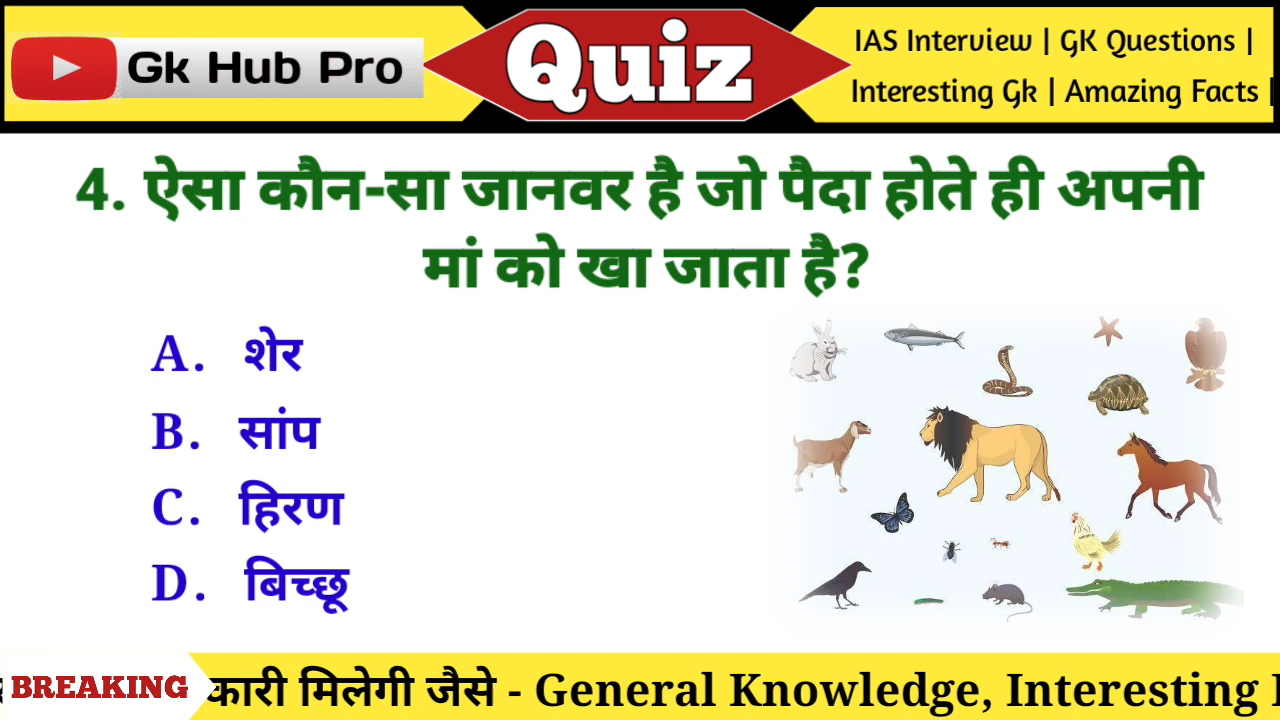 Gk Hub Pro
Quiz
IAS Interview | GK Questions |
Interesting Gk | Amazing Facts |
4. ऐसा कौन-सा जानवर है जो पैदा होते ही अपनी
मां को खा जाता है?
A. शेर
B. सांप
C. हिरण
D. बिच्छू
BREAKING
कारी मिलेगी जैसे - General Knowledge, Interesting